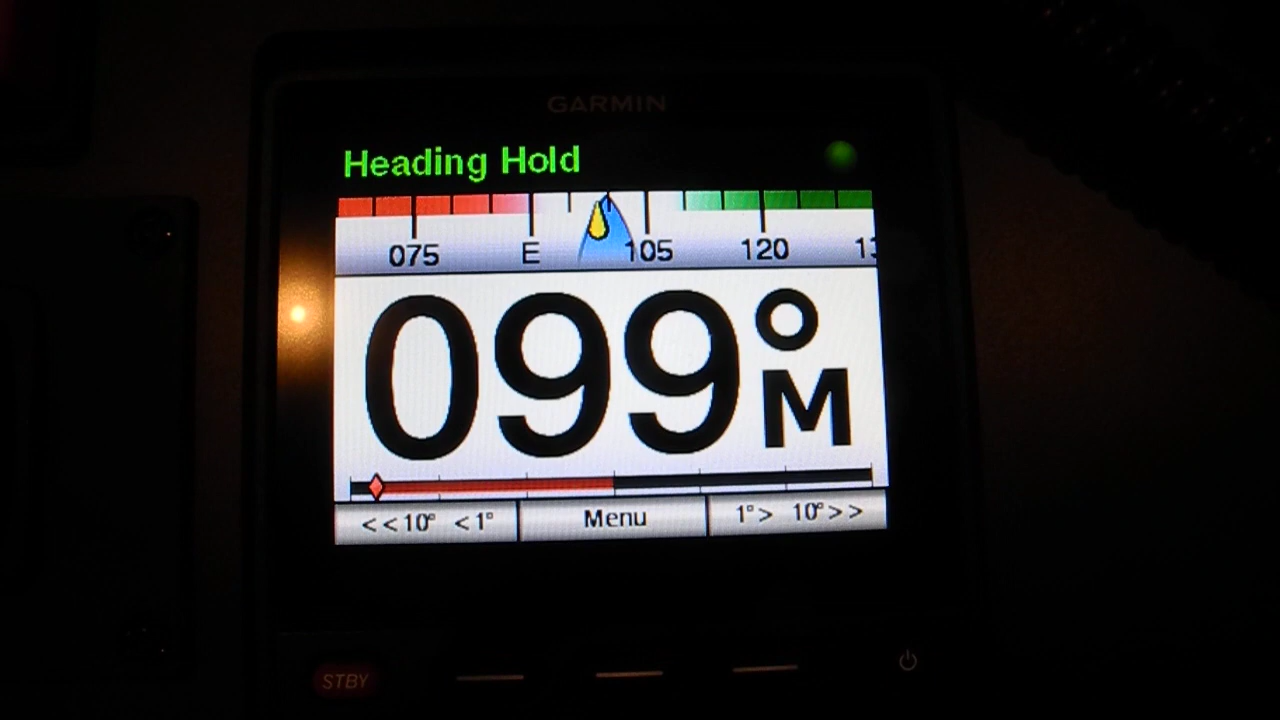 GARMIN
Heading Hold
075 E 105 120
099° M
<<10° <1° Menu 1°> 10°>>
STBY